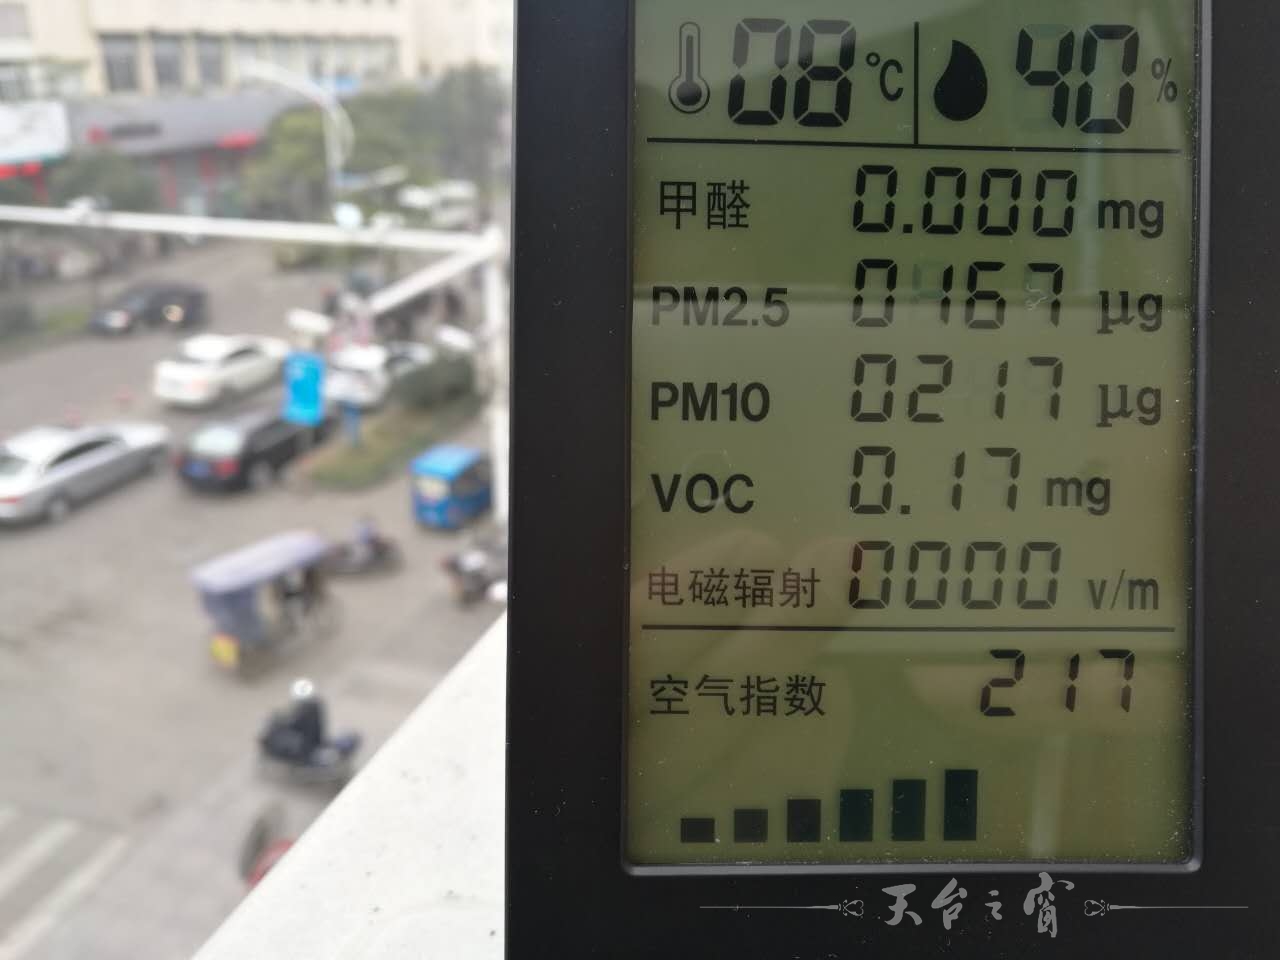 08 °C 40 %
甲醛 0.000 mg
PM2.5 0167 μg
PM10 0217 μg
VOC 0.17 mg
电磁辐射 0000 v/m
空气指数 217
天台之窗